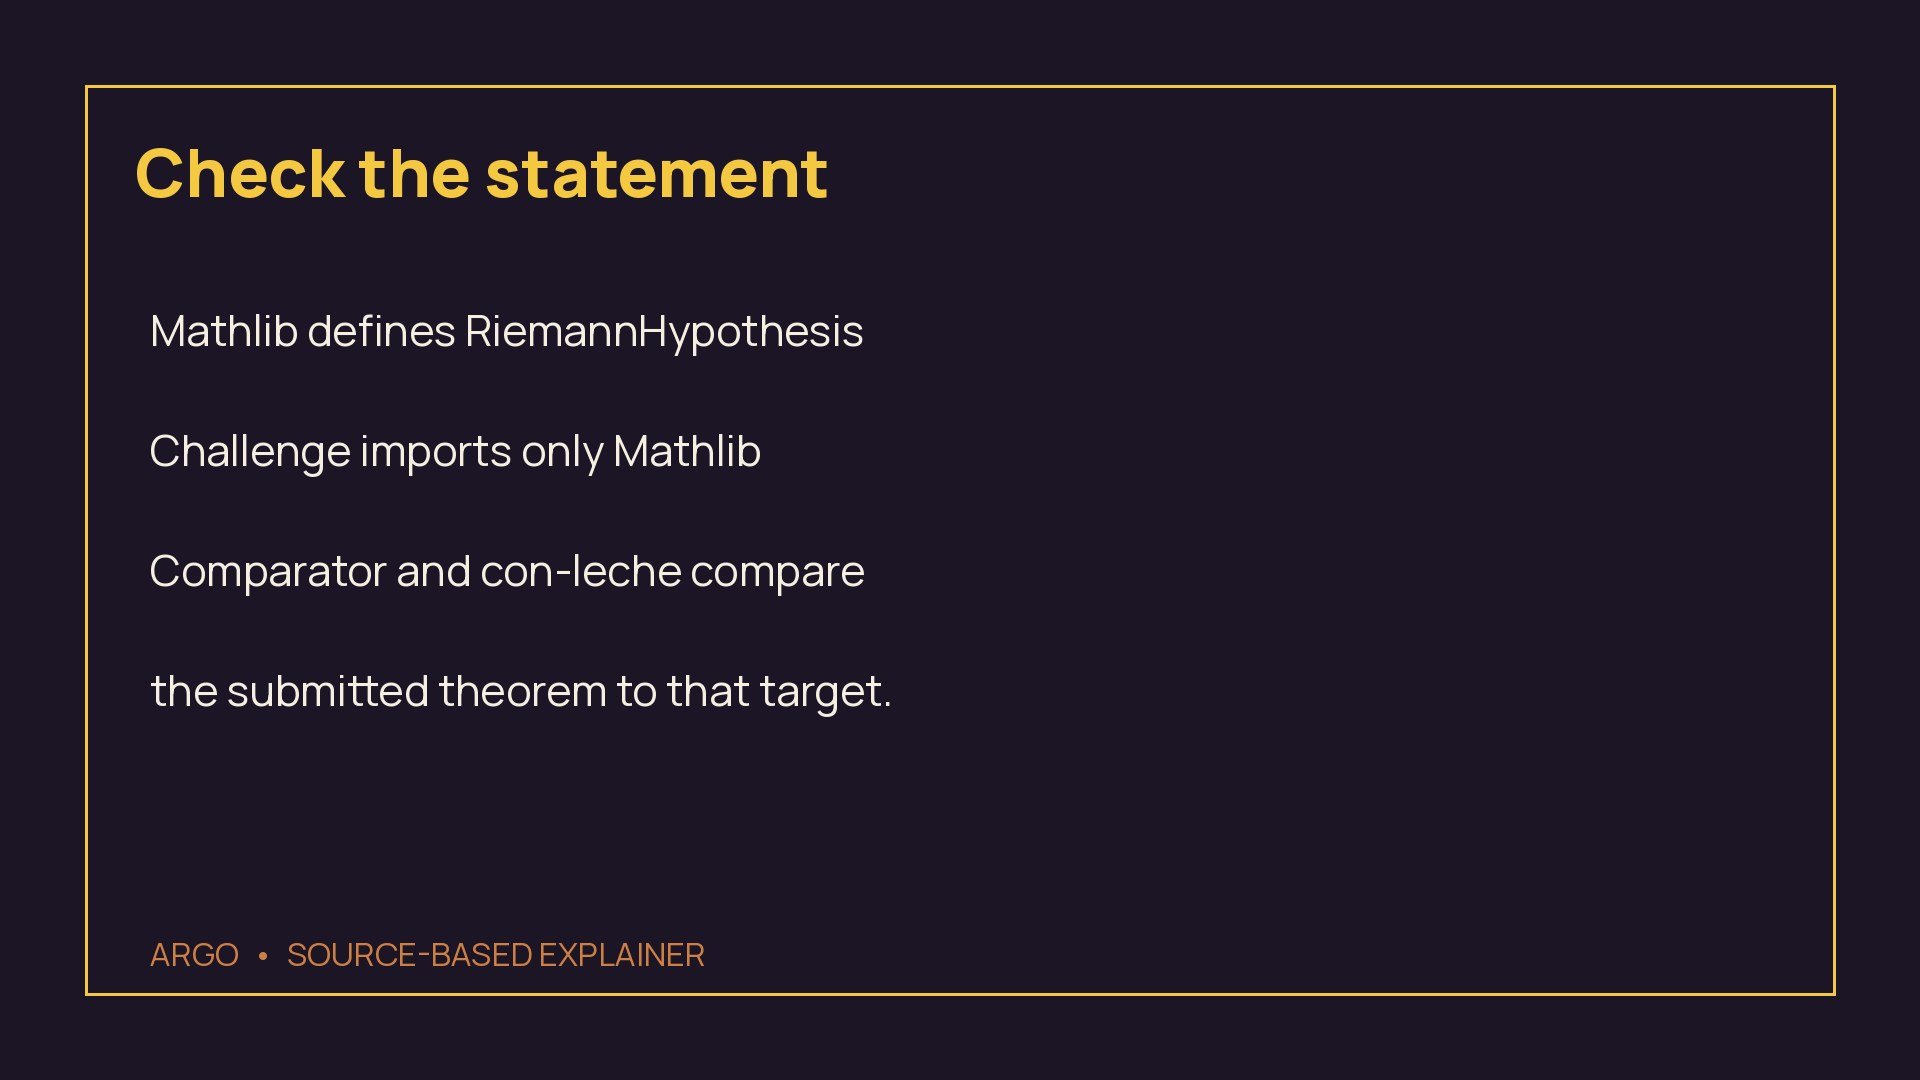 Check the statement
Mathlib defines RiemannHypothesis
Challenge imports only Mathlib
Comparator and con-leche compare
the submitted theorem to that target.
ARGO • SOURCE-BASED EXPLAINER